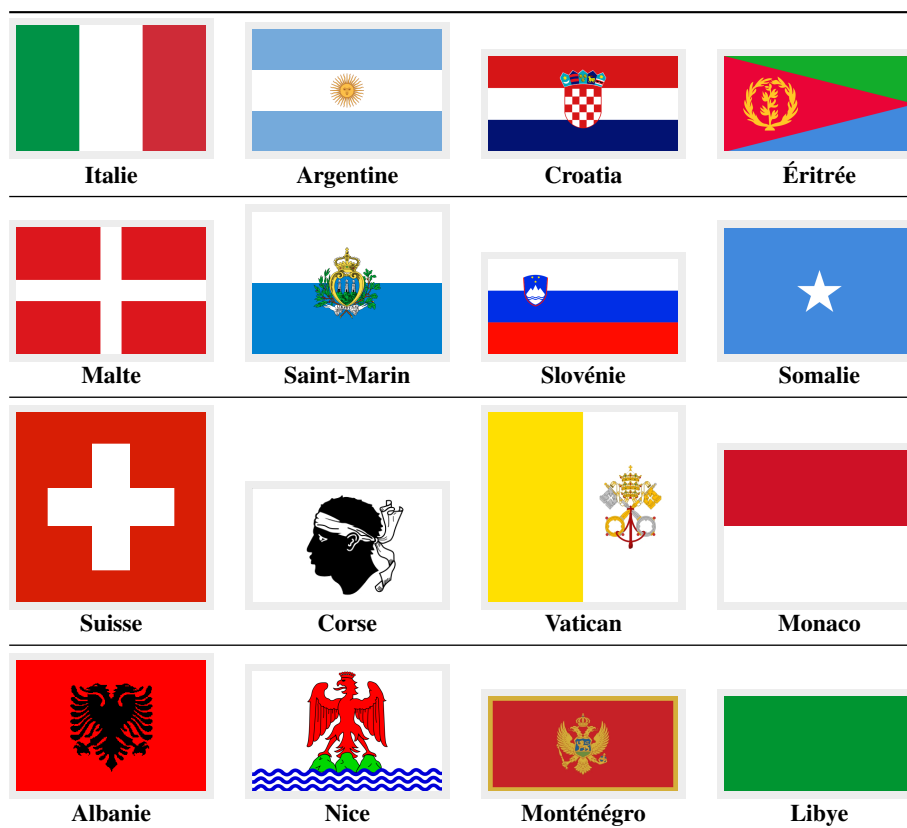 Italie Argentine Croatia Éritrée
Malte Saint-Marin Slovénie Somalie
Suisse Corse Vatican Monaco
Albanie Nice Monténégro Libye